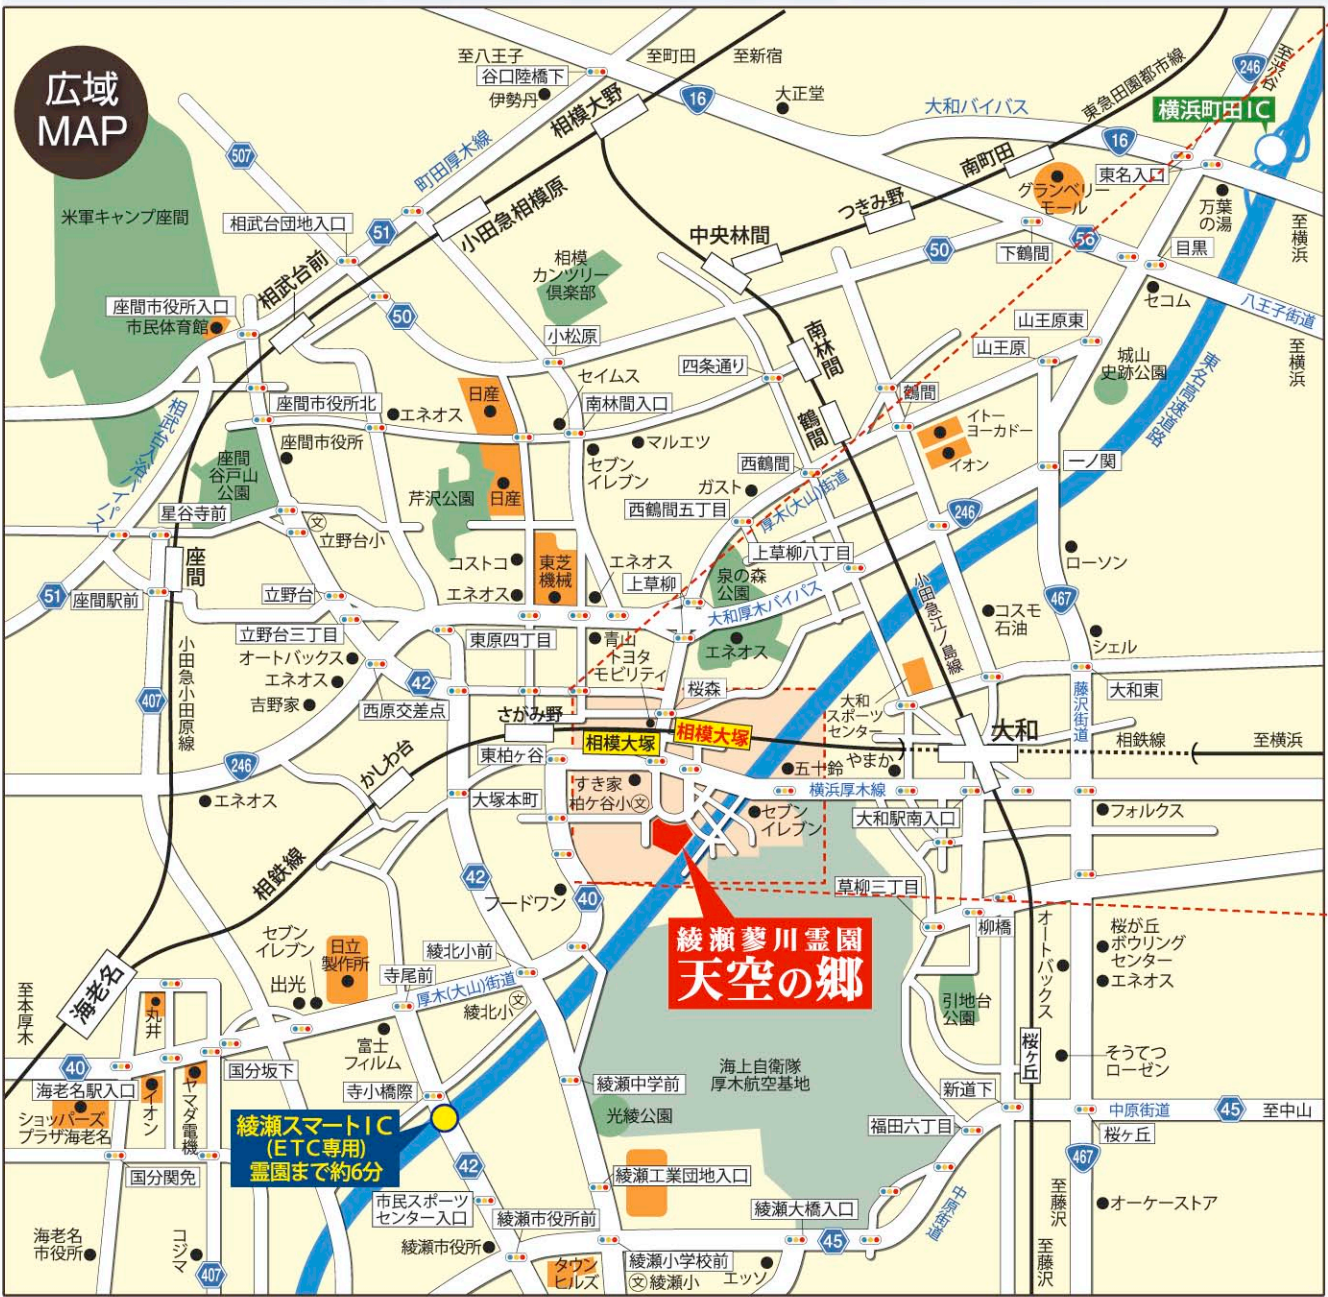 広域
MAP
至八王子
至町田
至新宿
谷口陸橋下
伊勢丹
相模大野
16
大正堂
大和バイパス
東急田園都市線
246
至渋谷
横浜町田IC
16
507
町田厚木線
南町田
東名入口
グランベリー
モール
万葉
の湯
至横浜
米軍キャンプ座間
相武台団地入口
51
小田急相模原
つきみ野
中央林間
50
下鶴間
56
目黒
相模
カンツリー
倶楽部
相武台前
座間市役所入口
市民体育館
50
セコム
八王子街道
至横浜
小松原
南林間
山王原東
山王原
城山
史跡公園
東名高速道路
四条通り
セイムス
日産
鶴間
座間市役所北
エネオス
南林間入口
マルエツ
鶴間
イトー
ヨーカドー
イオン
相武台入谷バイパス
座間市役所
座間
谷戸山
公園
セブン
イレブン
西鶴間
一ノ関
芹沢公園
日産
ガスト
厚木(大山)街道
星谷寺前
立野台小
西鶴間五丁目
246
座間
コストコ
東芝
機械
エネオス
上草柳八丁目
泉の森
公園
ローソン
51
座間駅前
立野台
エネオス
上草柳
大和厚木バイパス
小田急江ノ島線
コスモ
石油
467
立野台三丁目
東原四丁目
青山
トヨタ
モビリティ
エネオス
シェル
小田急小田原線
オートバックス
エネオス
42
桜森
大和東
407
吉野家
西原交差点
さがみ野
大和
スポーツ
センター
藤沢街道
相模大塚
相模大塚
大和
相鉄線
至横浜
246
かしわ台
東柏ヶ谷
すき家
柏ケ谷小
五十鈴
やまか
横浜厚木線
エネオス
大塚本町
セブン
イレブン
大和駅南入口
フォルクス
相鉄線
42
フードワン
40
草柳三丁目
綾瀬蓼川霊園
天空の郷
柳橋
オートバックス
桜が丘
ボウリング
センター
エネオス
セブン
イレブン
日立
製作所
綾北小前
海老名
至本厚木
出光
寺尾前
厚木(大山)街道
綾北小
引地台
公園
丸井
富士
フィルム
桜ヶ丘
そうてつ
ローゼン
40
国分坂下
海上自衛隊
厚木航空基地
海老名駅入口
イオン
ヤマダ電機
寺小橋際
綾瀬中学前
新道下
ショッパーズ
プラザ海老名
綾瀬スマートIC
(ETC専用)
霊園まで約6分
光綾公園
福田六丁目
中原街道
45
至中山
桜ヶ丘
467
国分関免
42
綾瀬工業団地入口
市民スポーツ
センター入口
綾瀬市役所前
綾瀬大橋入口
中原街道
至藤沢
オーケーストア
海老名
市役所
コジマ
綾瀬市役所
45
綾瀬小学校前
407
タウン
ヒルズ
綾瀬小
エッソ
至藤沢